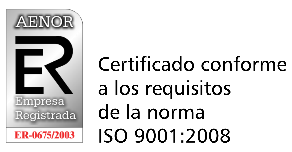 AENOR
ER
Empresa
Registrada
ER-0675/2003
Certificado conforme
a los requisitos
de la norma
ISO 9001:2008